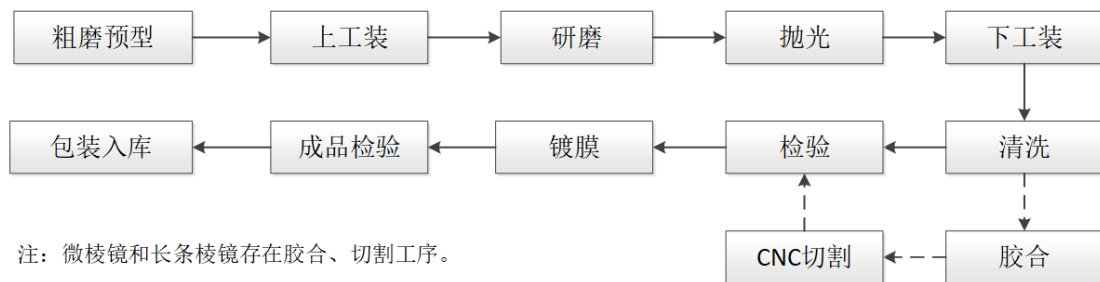 粗磨预型
上工装
研磨
抛光
下工装
包装入库
成品检验
镀膜
检验
清洗
注：微棱镜和长条棱镜存在胶合、切割工序。
CNC切割
胶合